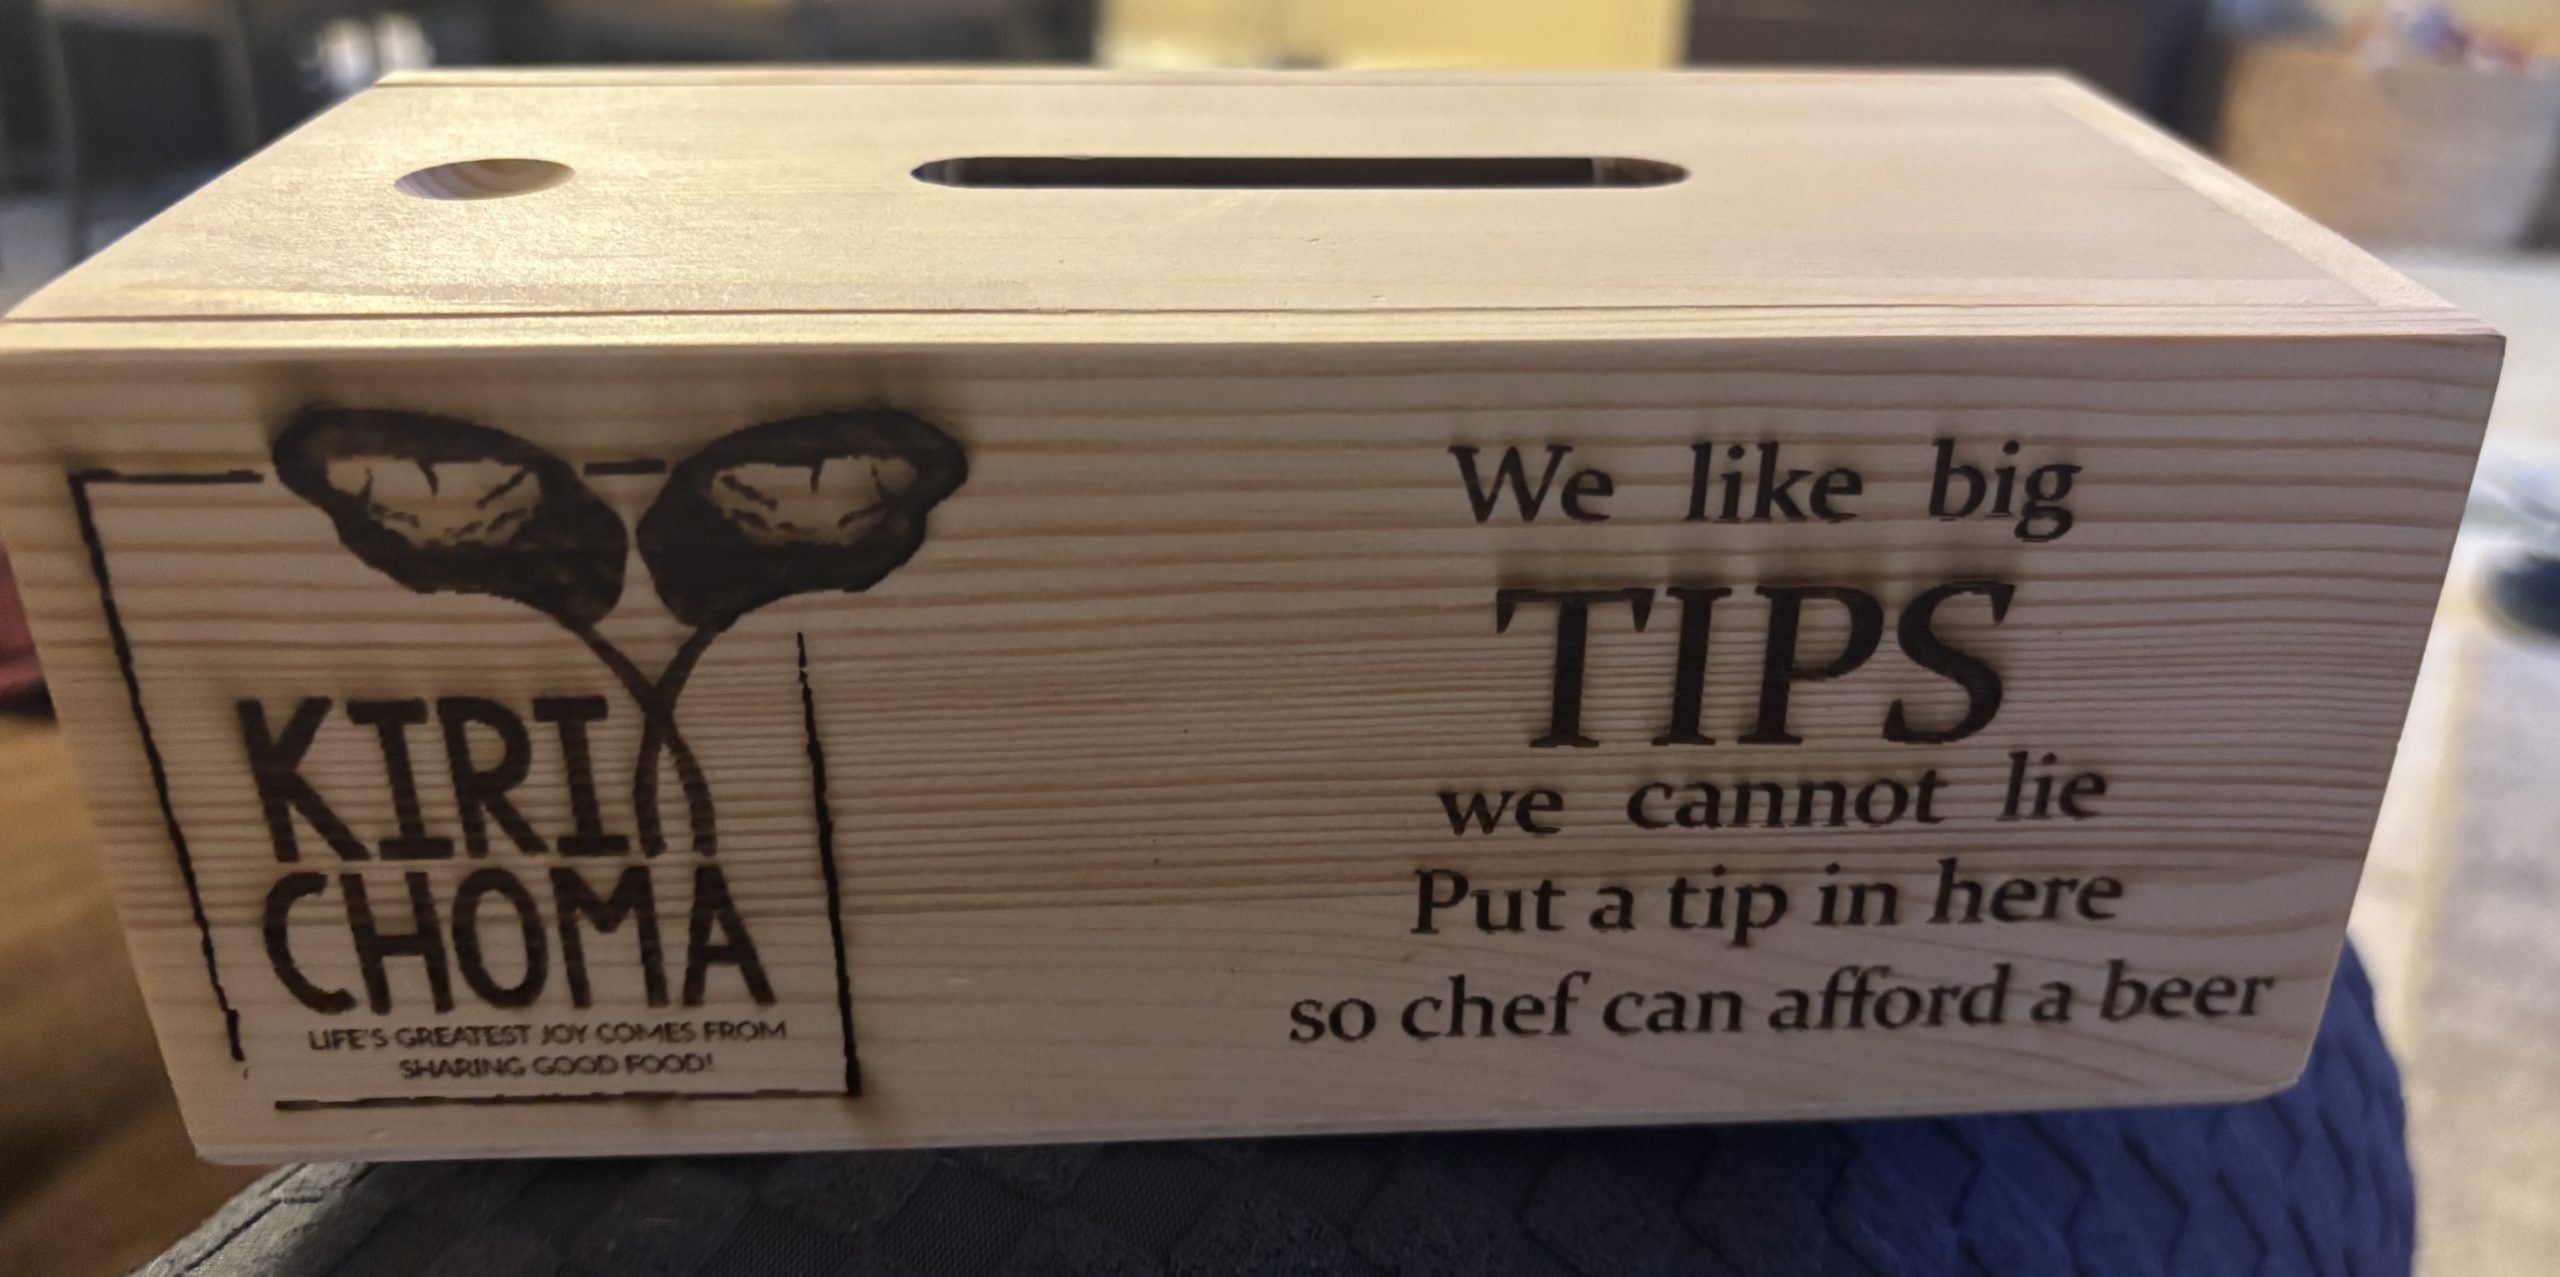 KIRI
CHOMA
LIFE'S GREATEST JOY COMES FROM
SHARING GOOD FOOD!
We like big
TIPS
we cannot lie
Put a tip in here
so chef can afford a beer